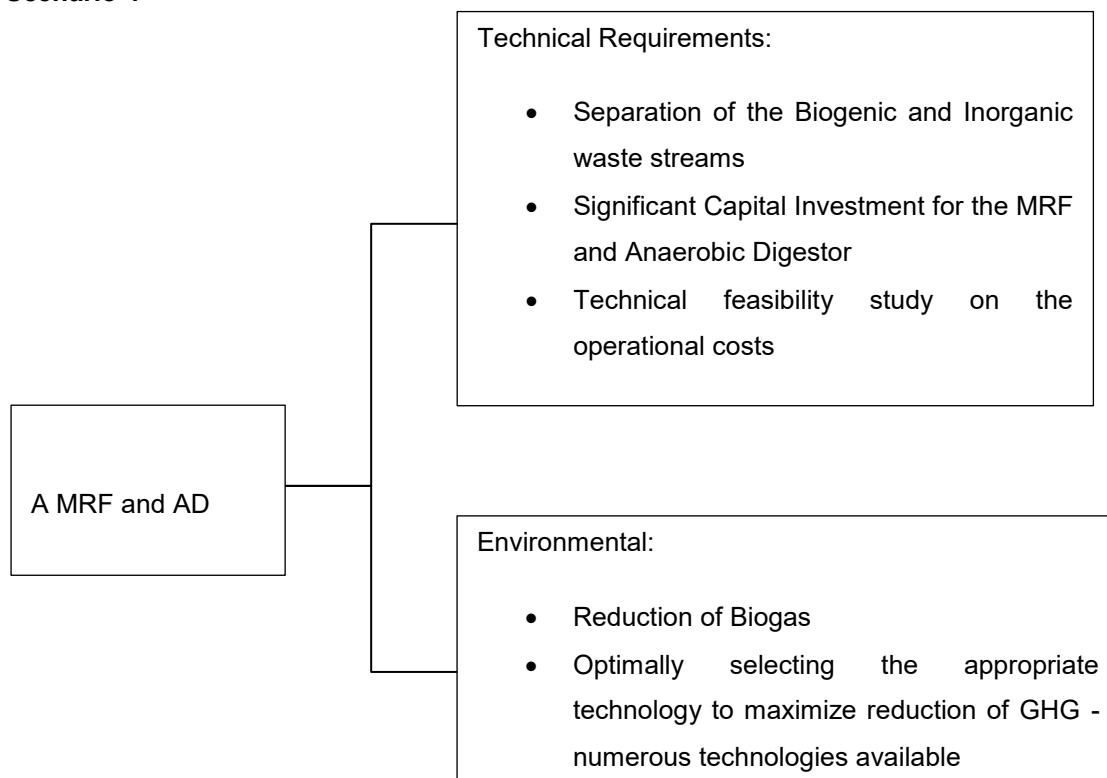 Technical Requirements:
• Separation of the Biogenic and Inorganic
waste streams
• Significant Capital Investment for the MRF
and Anaerobic Digestor
• Technical feasibility study on the
operational costs
A MRF and AD
Environmental:
• Reduction of Biogas
• Optimally selecting the appropriate
technology to maximize reduction of GHG -
numerous technologies available